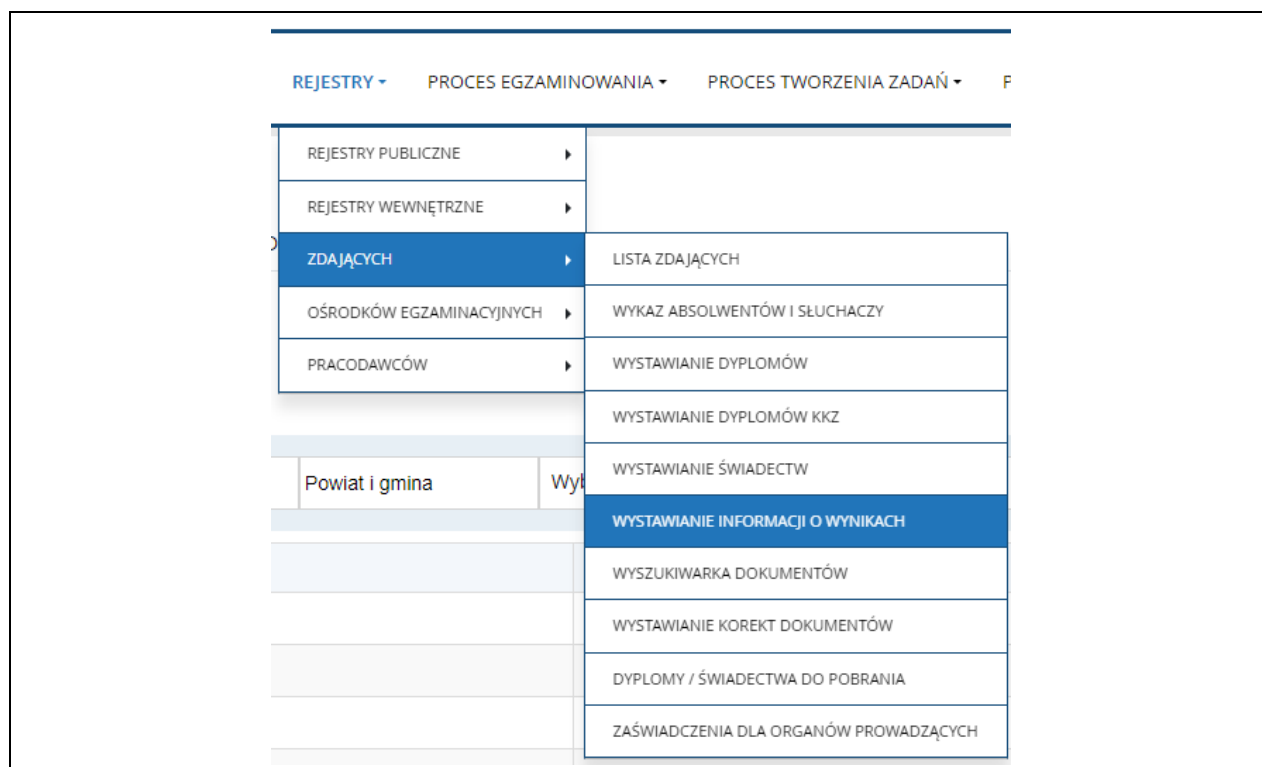 REJESTRY PROCES EGZAMINOWANIA PROCES TWORZENIA ZADAŃ P
REJESTRY PUBLICZNE
REJESTRY WEWNĘTRZNE
ZDAJĄCYCH
OŚRODKÓW EGZAMINACYJNYCH
PRACODAWCÓW
LISTA ZDAJĄCYCH
WYKAZ ABSOLWENTÓW I SŁUCHACZY
WYSTAWIANIE DYPLOMÓW
WYSTAWIANIE DYPLOMÓW KKZ
WYSTAWIANIE ŚWIADECTW
WYSTAWIANIE INFORMACJI O WYNIKACH
WYSZUKIWARKA DOKUMENTÓW
WYSTAWIANIE KOREKT DOKUMENTÓW
DYPLOMY / ŚWIADECTWA DO POBRANIA
ZAŚWIADCZENIA DLA ORGANÓW PROWADZĄCYCH
Powiat i gmina